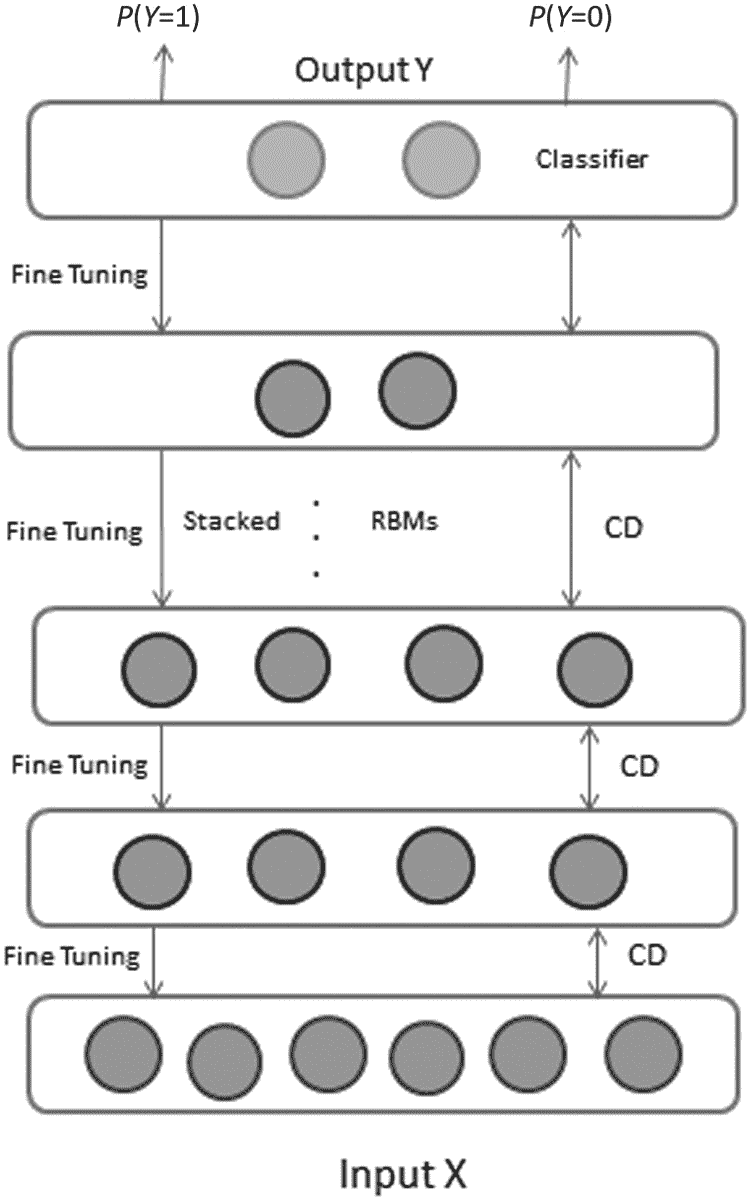 P(Y=1) P(Y=0)
Output Y
Classifier
Fine Tuning
Fine Tuning Stacked RBMs CD
Fine Tuning CD
Fine Tuning CD
Input X